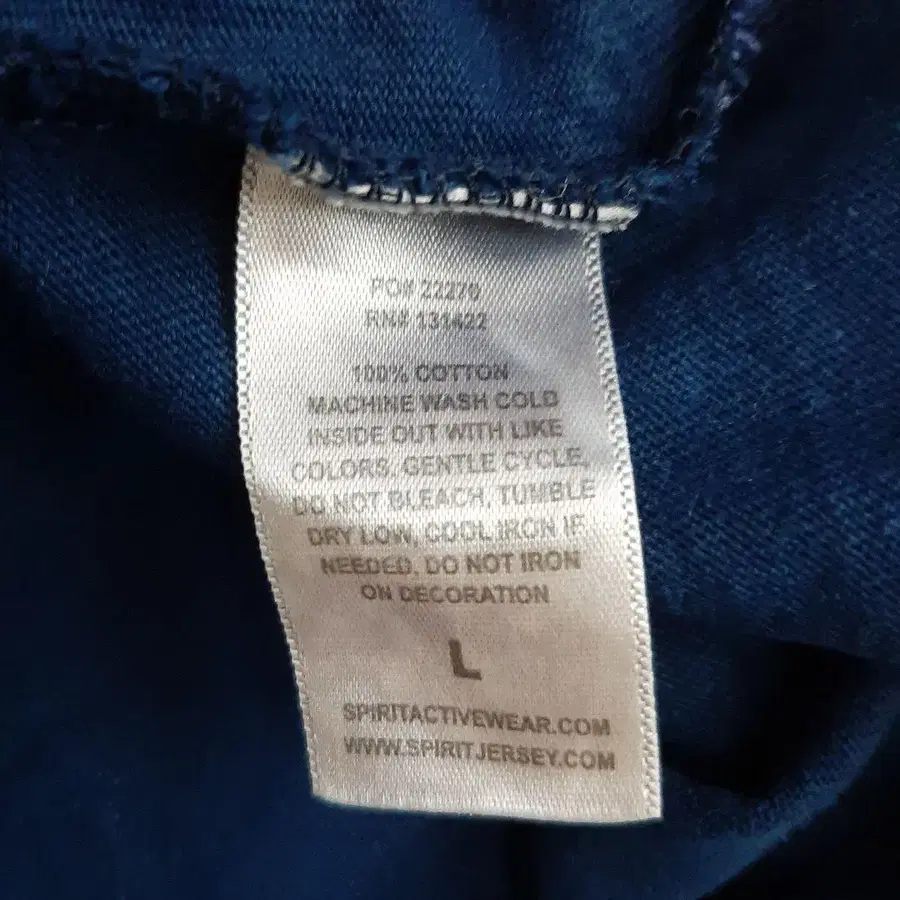 PO# 22270
RN# 131422
100% COTTON
MACHINE WASH COLD
INSIDE OUT WITH LIKE
COLORS, GENTLE CYCLE,
DO NOT BLEACH, TUMBLE
DRY LOW, COOL IRON IF
NEEDED, DO NOT IRON
ON DECORATION
L
SPIRITACTIVEWEAR.COM
WWW.SPIRITJERSEY.COM